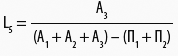 L₅ = А₃ / ((А₁ + А₂ + А₃) – (П₁ + П₂))